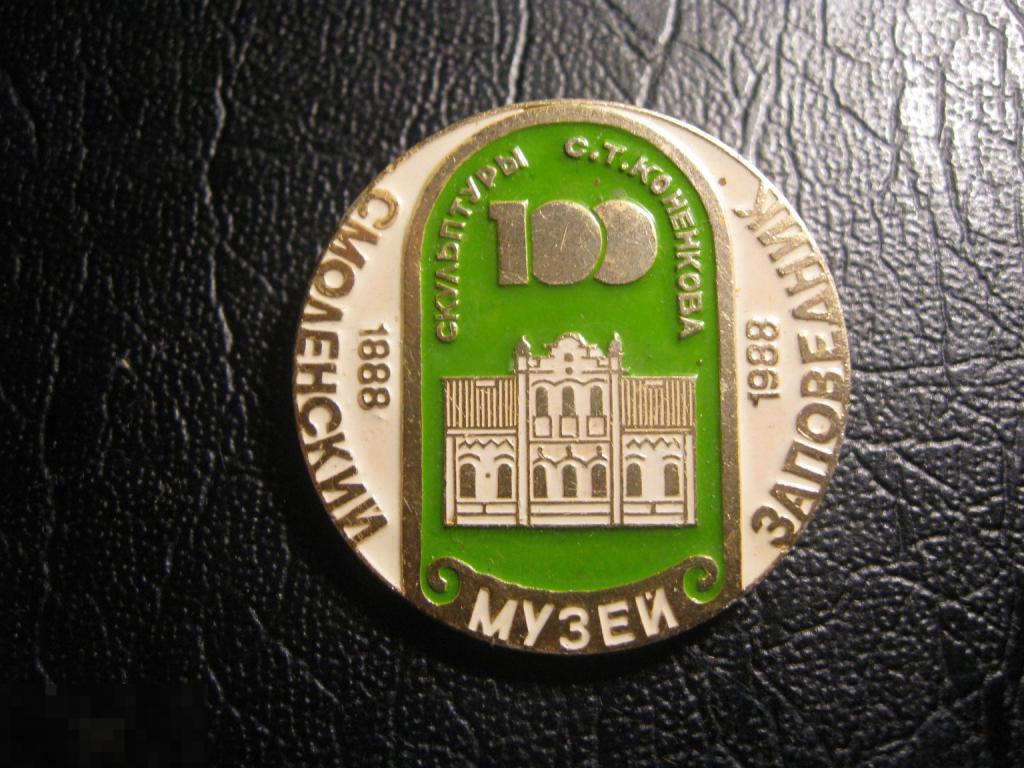 СМОЛЕНСКИЙ
МУЗЕЙ
ЗАПОВЕДНИК
1888
1988
СКУЛЬПТУРЫ С.Т.КОНЕНКОВА
100